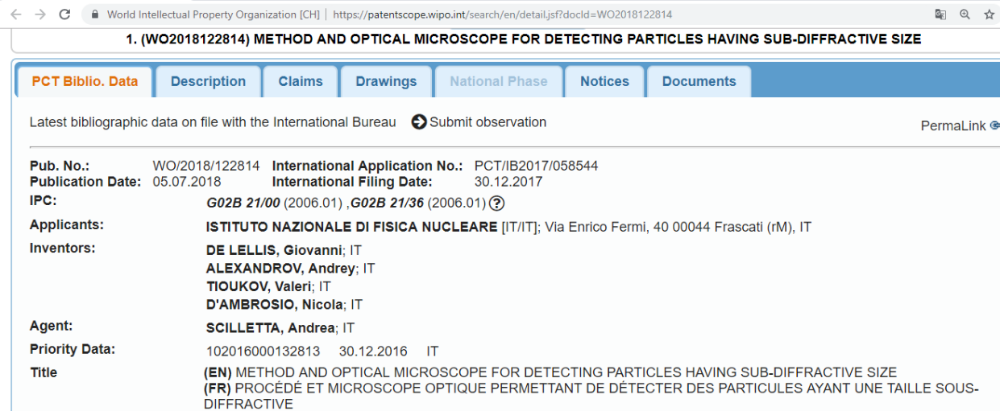 World Intellectual Property Organization [CH] | https://patentscope.wipo.int/search/en/detail.jsf?docId=WO2018122814
1. (WO2018122814) METHOD AND OPTICAL MICROSCOPE FOR DETECTING PARTICLES HAVING SUB-DIFFRACTIVE SIZE
PCT Biblio. Data Description Claims Drawings National Phase Notices Documents
Latest bibliographic data on file with the International Bureau Submit observation
PermaLink
Pub. No.: WO/2018/122814 International Application No.: PCT/IB2017/058544
Publication Date: 05.07.2018 International Filing Date: 30.12.2017
IPC: G02B 21/00 (2006.01) ,G02B 21/36 (2006.01) ?
Applicants: ISTITUTO NAZIONALE DI FISICA NUCLEARE [IT/IT]; Via Enrico Fermi, 40 00044 Frascati (rM), IT
Inventors: DE LELLIS, Giovanni; IT
ALEXANDROV, Andrey; IT
TIOUKOV, Valeri; IT
D'AMBROSIO, Nicola; IT
Agent: SCILLETTA, Andrea; IT
Priority Data: 102016000132813 30.12.2016 IT
Title (EN) METHOD AND OPTICAL MICROSCOPE FOR DETECTING PARTICLES HAVING SUB-DIFFRACTIVE SIZE
(FR) PROCÉDÉ ET MICROSCOPE OPTIQUE PERMETTANT DE DÉTECTER DES PARTICULES AYANT UNE TAILLE SOUS-
DIFFRACTIVE